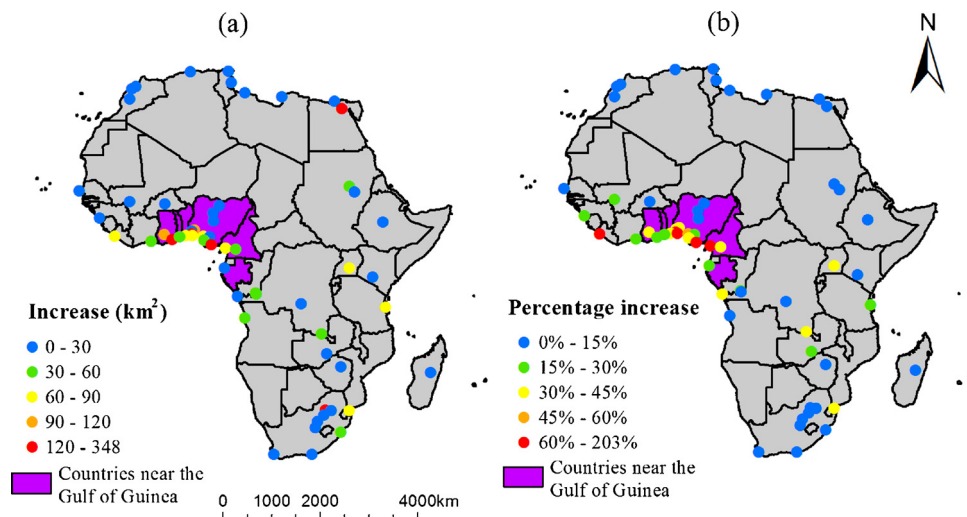 (a)
(b)
N
Increase (km²)
0 - 30
30 - 60
60 - 90
90 - 120
120 - 348
Countries near the
Gulf of Guinea
0 1000 2000 4000km
Percentage increase
0% - 15%
15% - 30%
30% - 45%
45% - 60%
60% - 203%
Countries near the
Gulf of Guinea